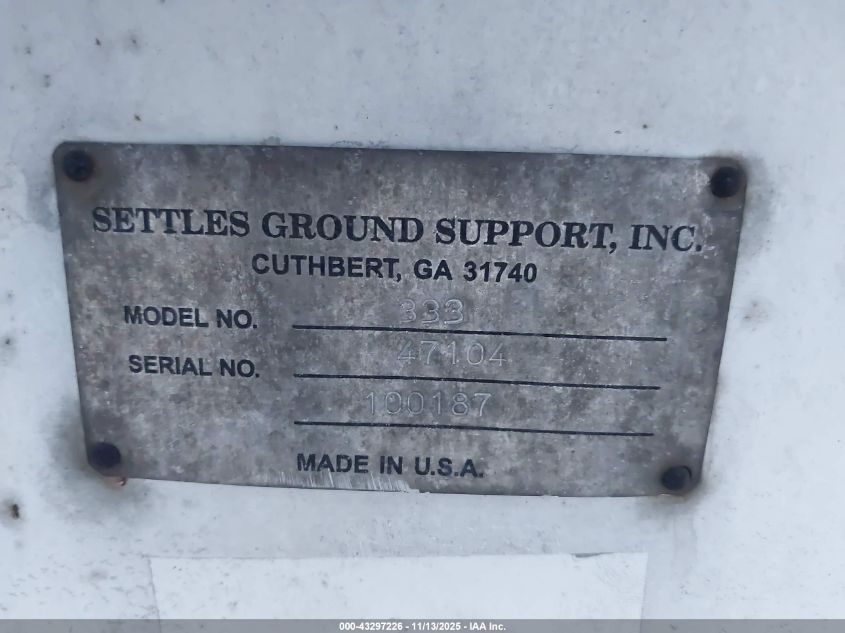 SETTLES GROUND SUPPORT, INC.
CUTHBERT, GA 31740
MODEL NO. 333
SERIAL NO. 47104
100187
MADE IN U.S.A.
000-43297226 - 11/13/2025 - IAA Inc.